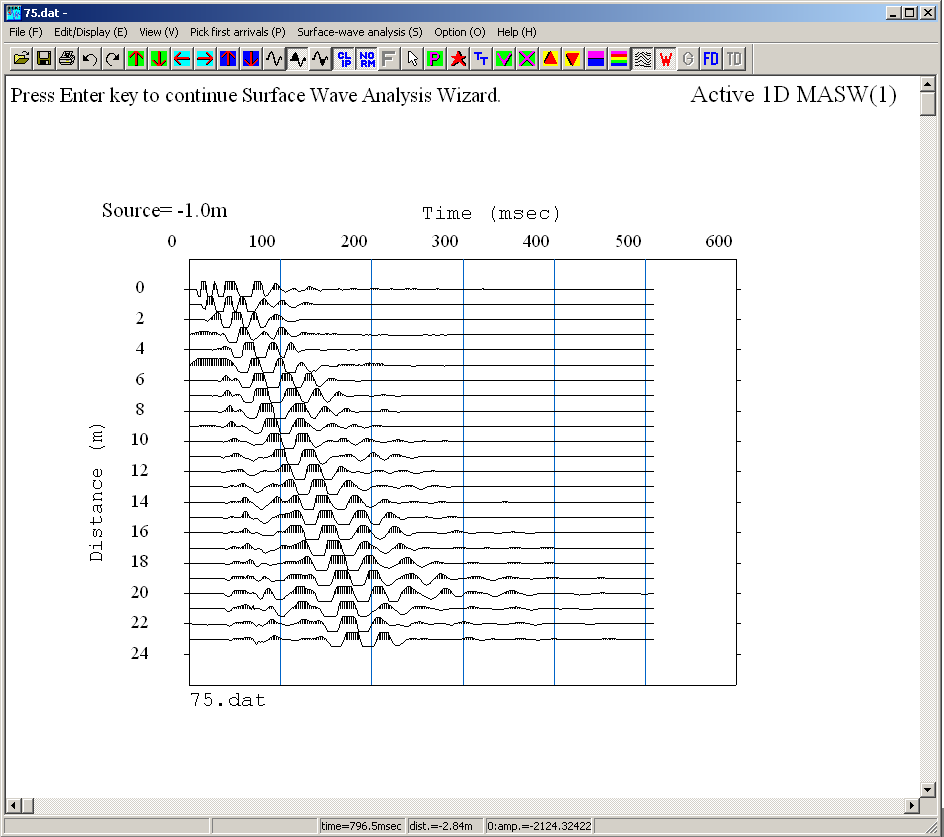 75.dat -
File (F) Edit/Display (E) View (V) Pick first arrivals (P) Surface-wave analysis (S) Option (O) Help (H)
CL IP NO RM F P TT W G FD TD
Press Enter key to continue Surface Wave Analysis Wizard. Active 1D MASW(1)
Source= -1.0m
Time (msec)
0 100 200 300 400 500 600
Distance (m)
0
2
4
6
8
10
12
14
16
18
20
22
24
75.dat
time=796.5msec dist.=-2.84m 0:amp.=-2124.32422